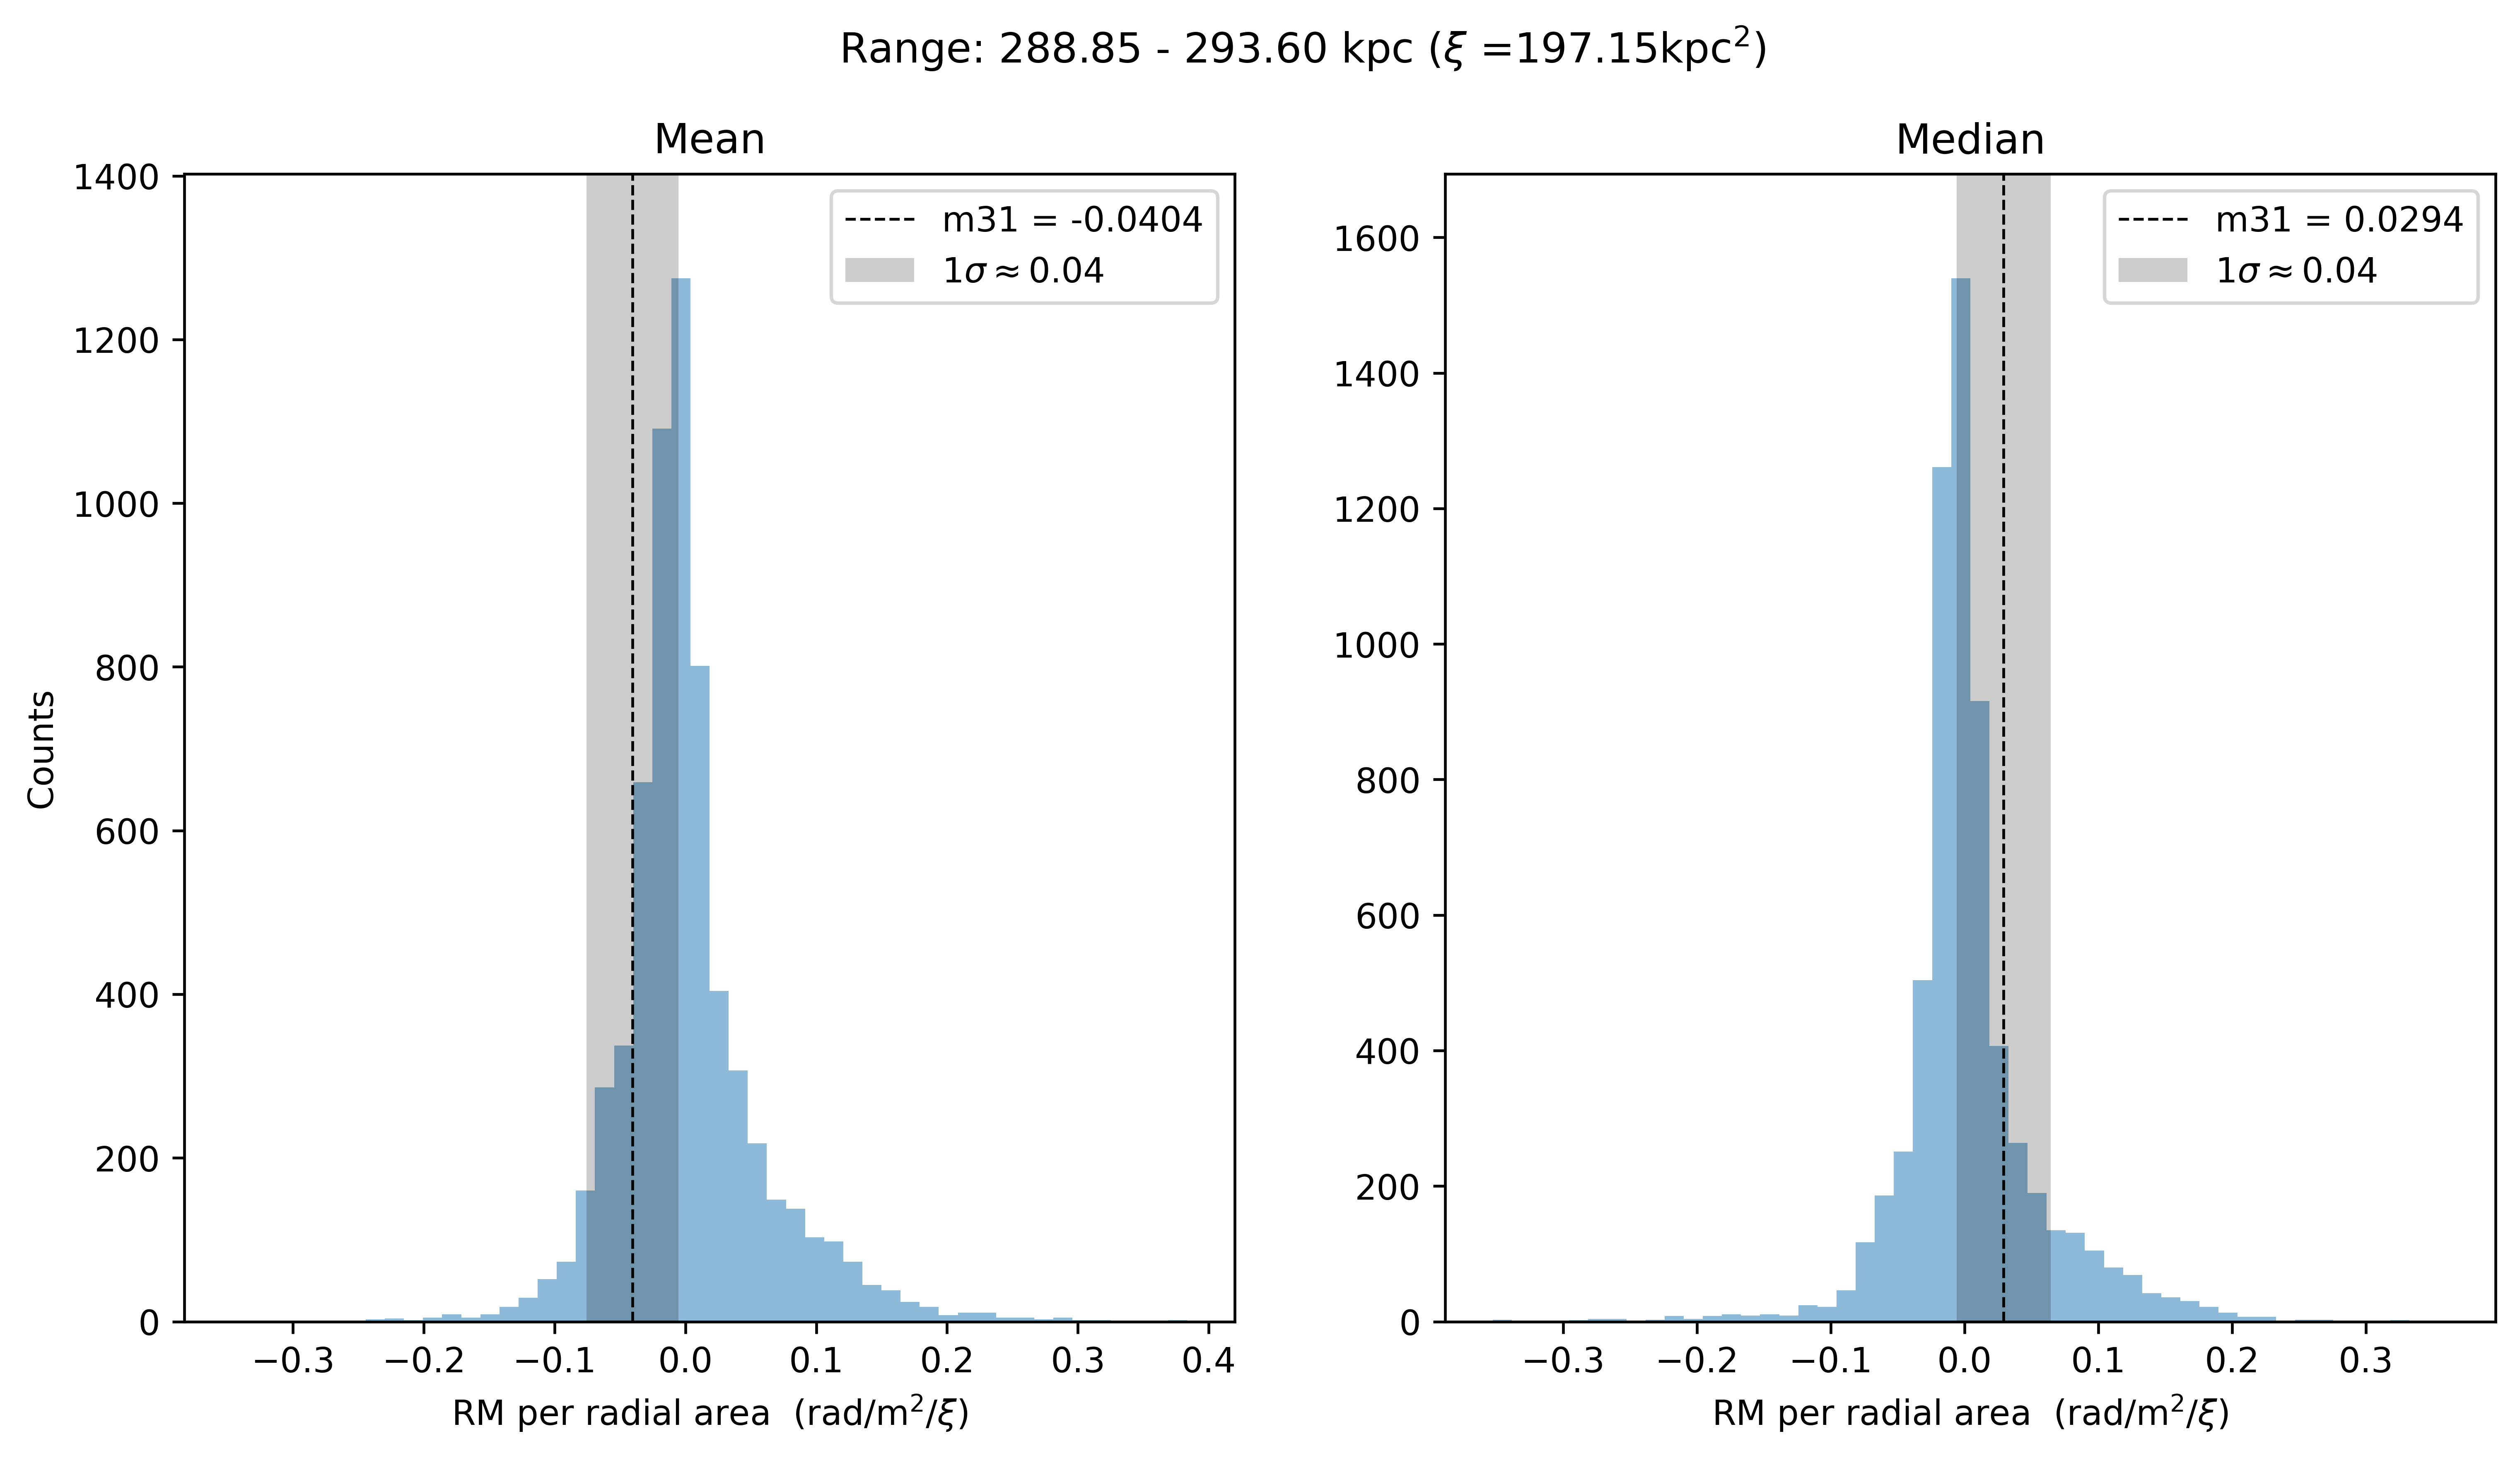 Range: 288.85 - 293.60 kpc (ξ =197.15kpc²)
Mean
1400
1200
1000
800
600
400
200
0
Counts
m31 = -0.0404
1σ ≈ 0.04
−0.3 −0.2 −0.1 0.0 0.1 0.2 0.3 0.4
RM per radial area (rad/m²/ξ)
Median
1600
1400
1200
1000
800
600
400
200
0
m31 = 0.0294
1σ ≈ 0.04
−0.3 −0.2 −0.1 0.0 0.1 0.2 0.3
RM per radial area (rad/m²/ξ)